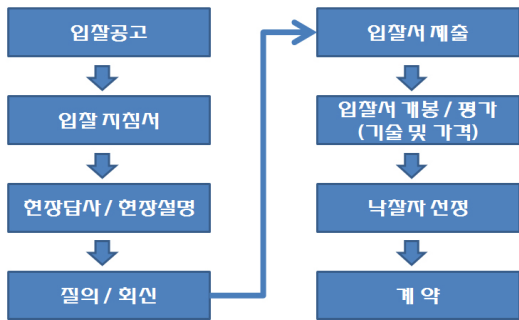 입찰공고
입찰 지침서
현장답사 / 현장설명
질의 / 회신
입찰서 제출
입찰서 개봉 / 평가
(기술 및 가격)
낙찰자 선정
계 약